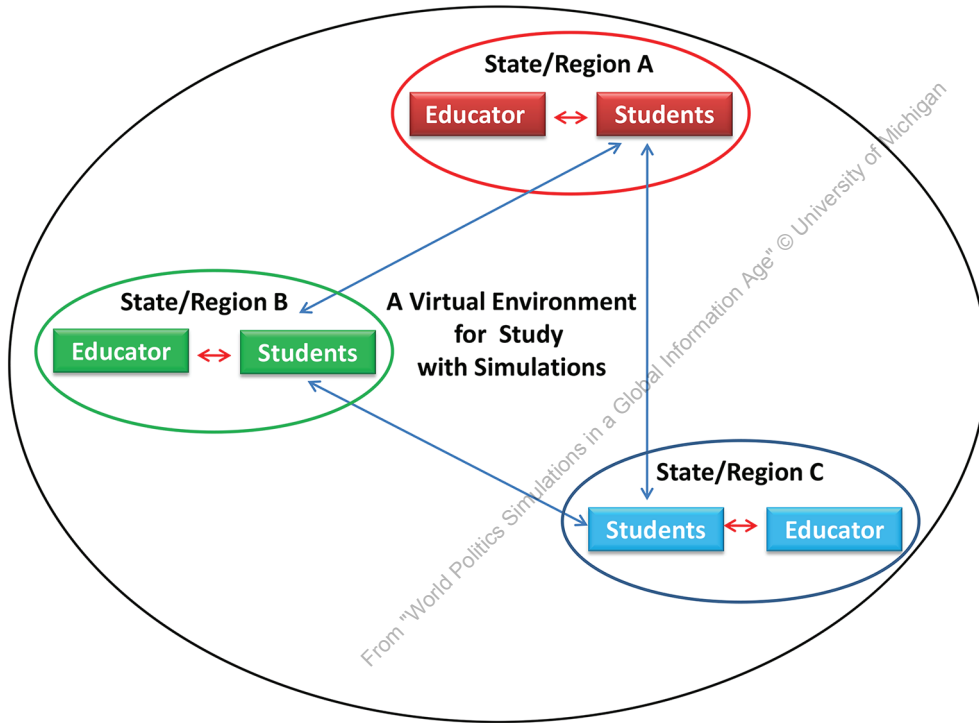 State/Region A
Educator
Students
State/Region B
Educator
Students
A Virtual Environment
for Study
with Simulations
State/Region C
Students
Educator
From "World Politics Simulations in a Global Information Age" © University of Michigan